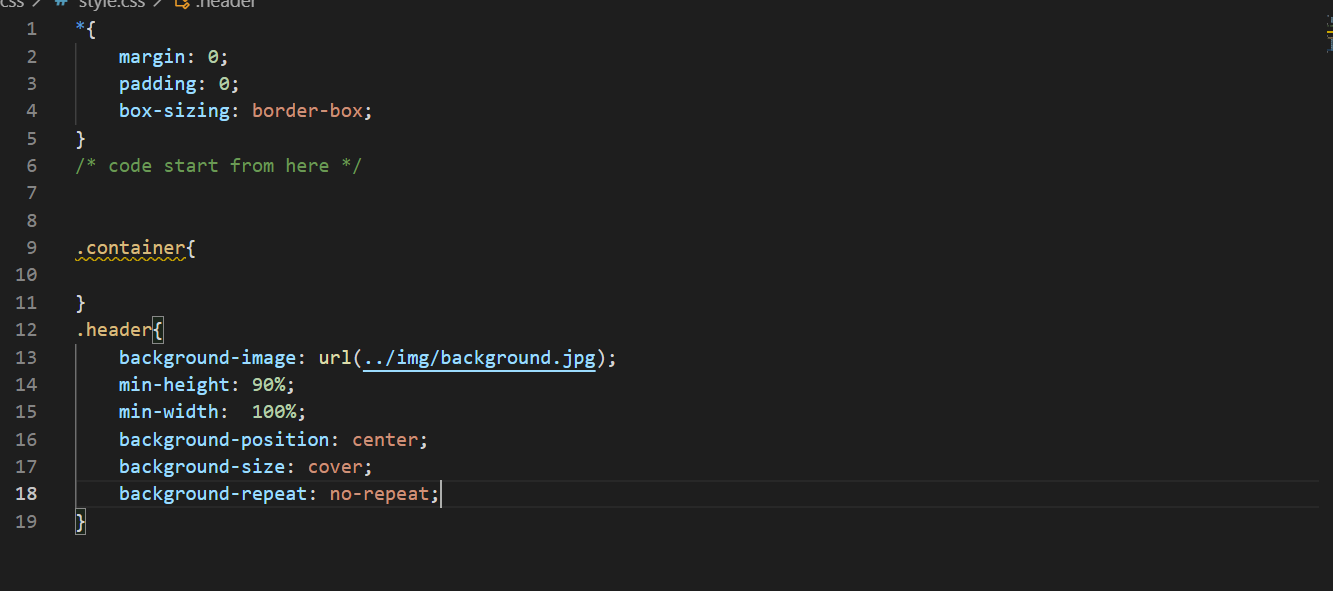 css > # style.css > .header
1 *{
2 margin: 0;
3 padding: 0;
4 box-sizing: border-box;
5 }
6 /* code start from here */
7
8
9 .container{
10
11 }
12 .header{
13 background-image: url(../img/background.jpg);
14 min-height: 90%;
15 min-width:  100%;
16 background-position: center;
17 background-size: cover;
18 background-repeat: no-repeat;
19 }